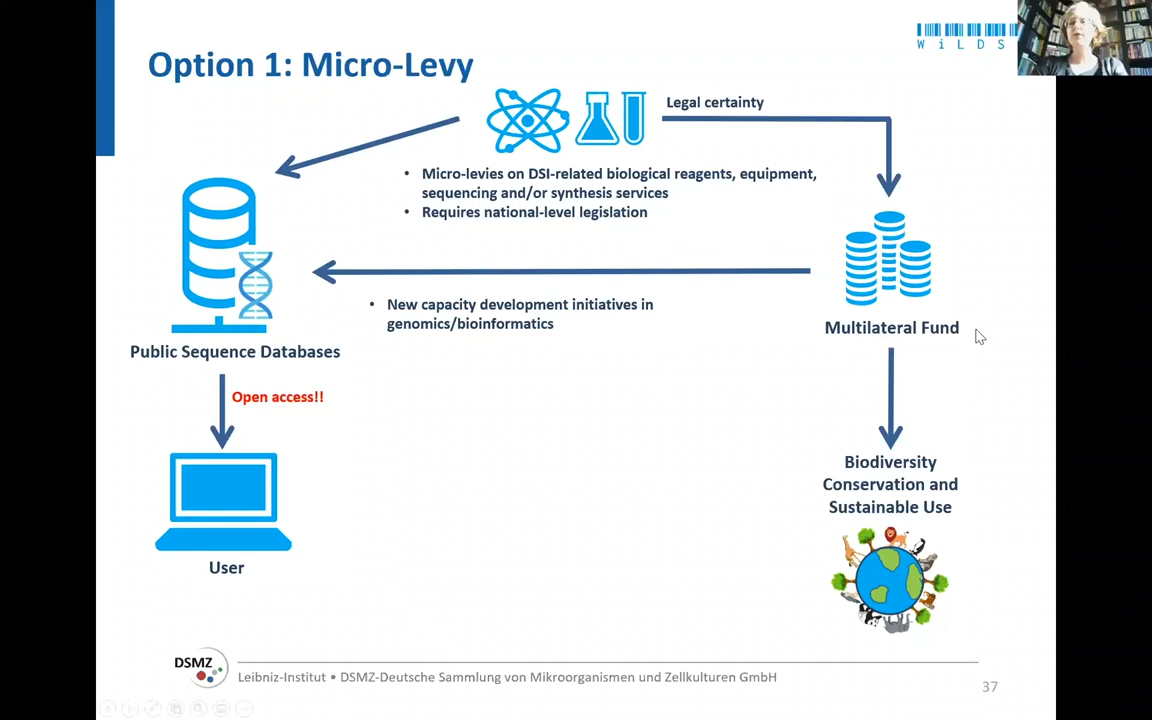 Option 1: Micro-Levy
WiLDS
Legal certainty
• Micro-levies on DSI-related biological reagents, equipment,
sequencing and/or synthesis services
• Requires national-level legislation
• New capacity development initiatives in
genomics/bioinformatics
Multilateral Fund
Public Sequence Databases
Open access!!
Biodiversity
Conservation and
Sustainable Use
User
DSMZ
Leibniz-Institut • DSMZ-Deutsche Sammlung von Mikroorganismen und Zellkulturen GmbH
37